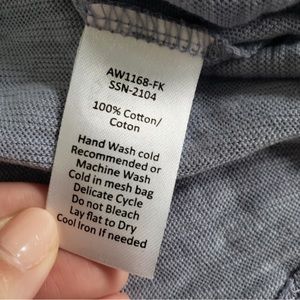 AW1168-FK
SSN-2104
100% Cotton/
Coton
Hand Wash cold
Recommended or
Machine Wash
Cold in mesh bag
Delicate Cycle
Do not Bleach
Lay flat to Dry
Cool Iron If needed